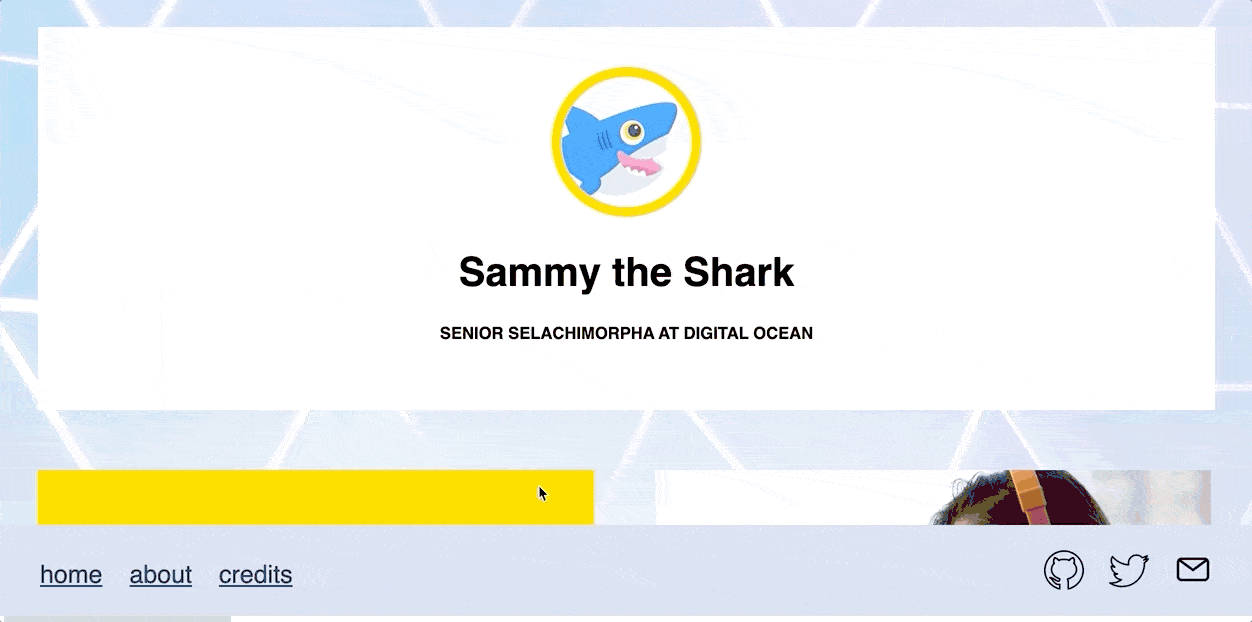 Sammy the Shark
SENIOR SELACHIMORPHA AT DIGITAL OCEAN
home about credits